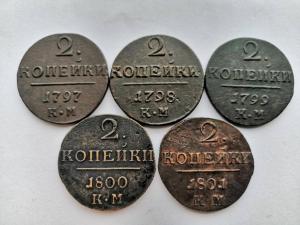 2.
КОПЕЙКИ
1797
К·М
2.
КОПЕЙКИ
1798.
К·М
2.
КОПЕЙКИ
1799
К·М
2.
КОПЕЙКИ
1800
К·М
2.
КОПЕЙКИ
1801
К М